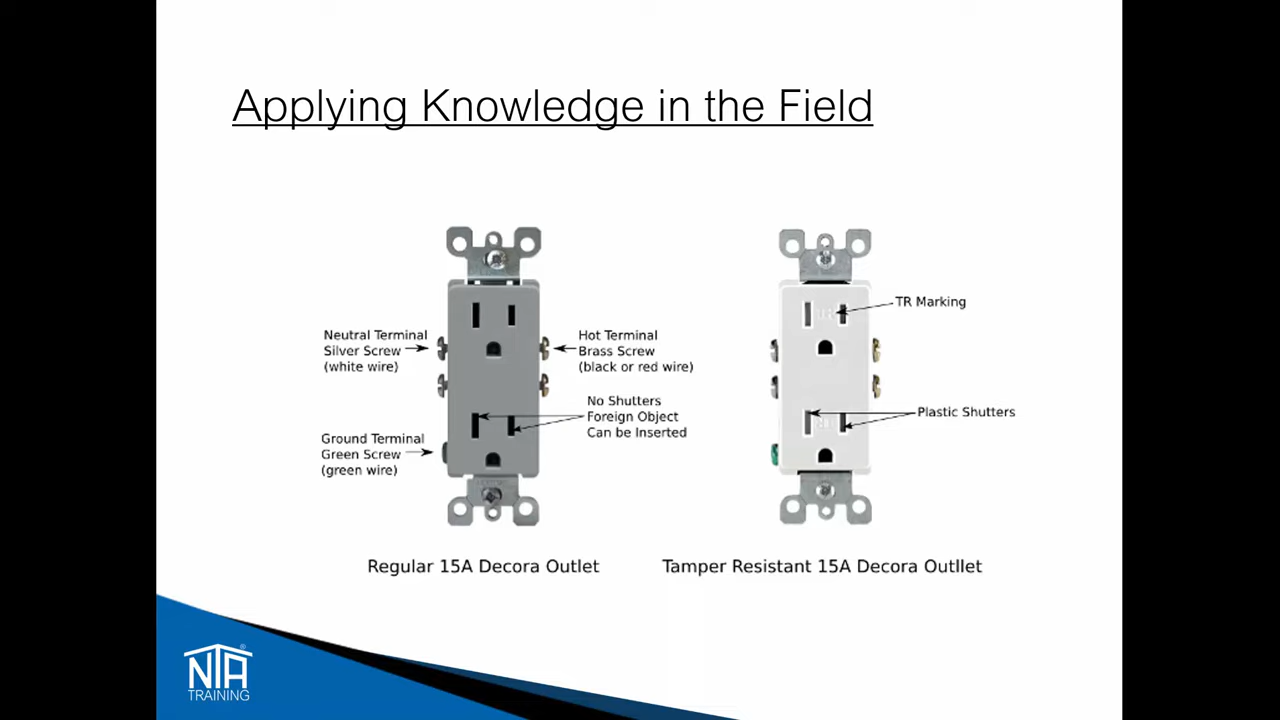 Applying Knowledge in the Field
Neutral Terminal
Silver Screw
(white wire)
Hot Terminal
Brass Screw
(black or red wire)
No Shutters
Foreign Object
Can be Inserted
Ground Terminal
Green Screw
(green wire)
TR Marking
Plastic Shutters
Regular 15A Decora Outlet
Tamper Resistant 15A Decora Outllet
NTA®
TRAINING